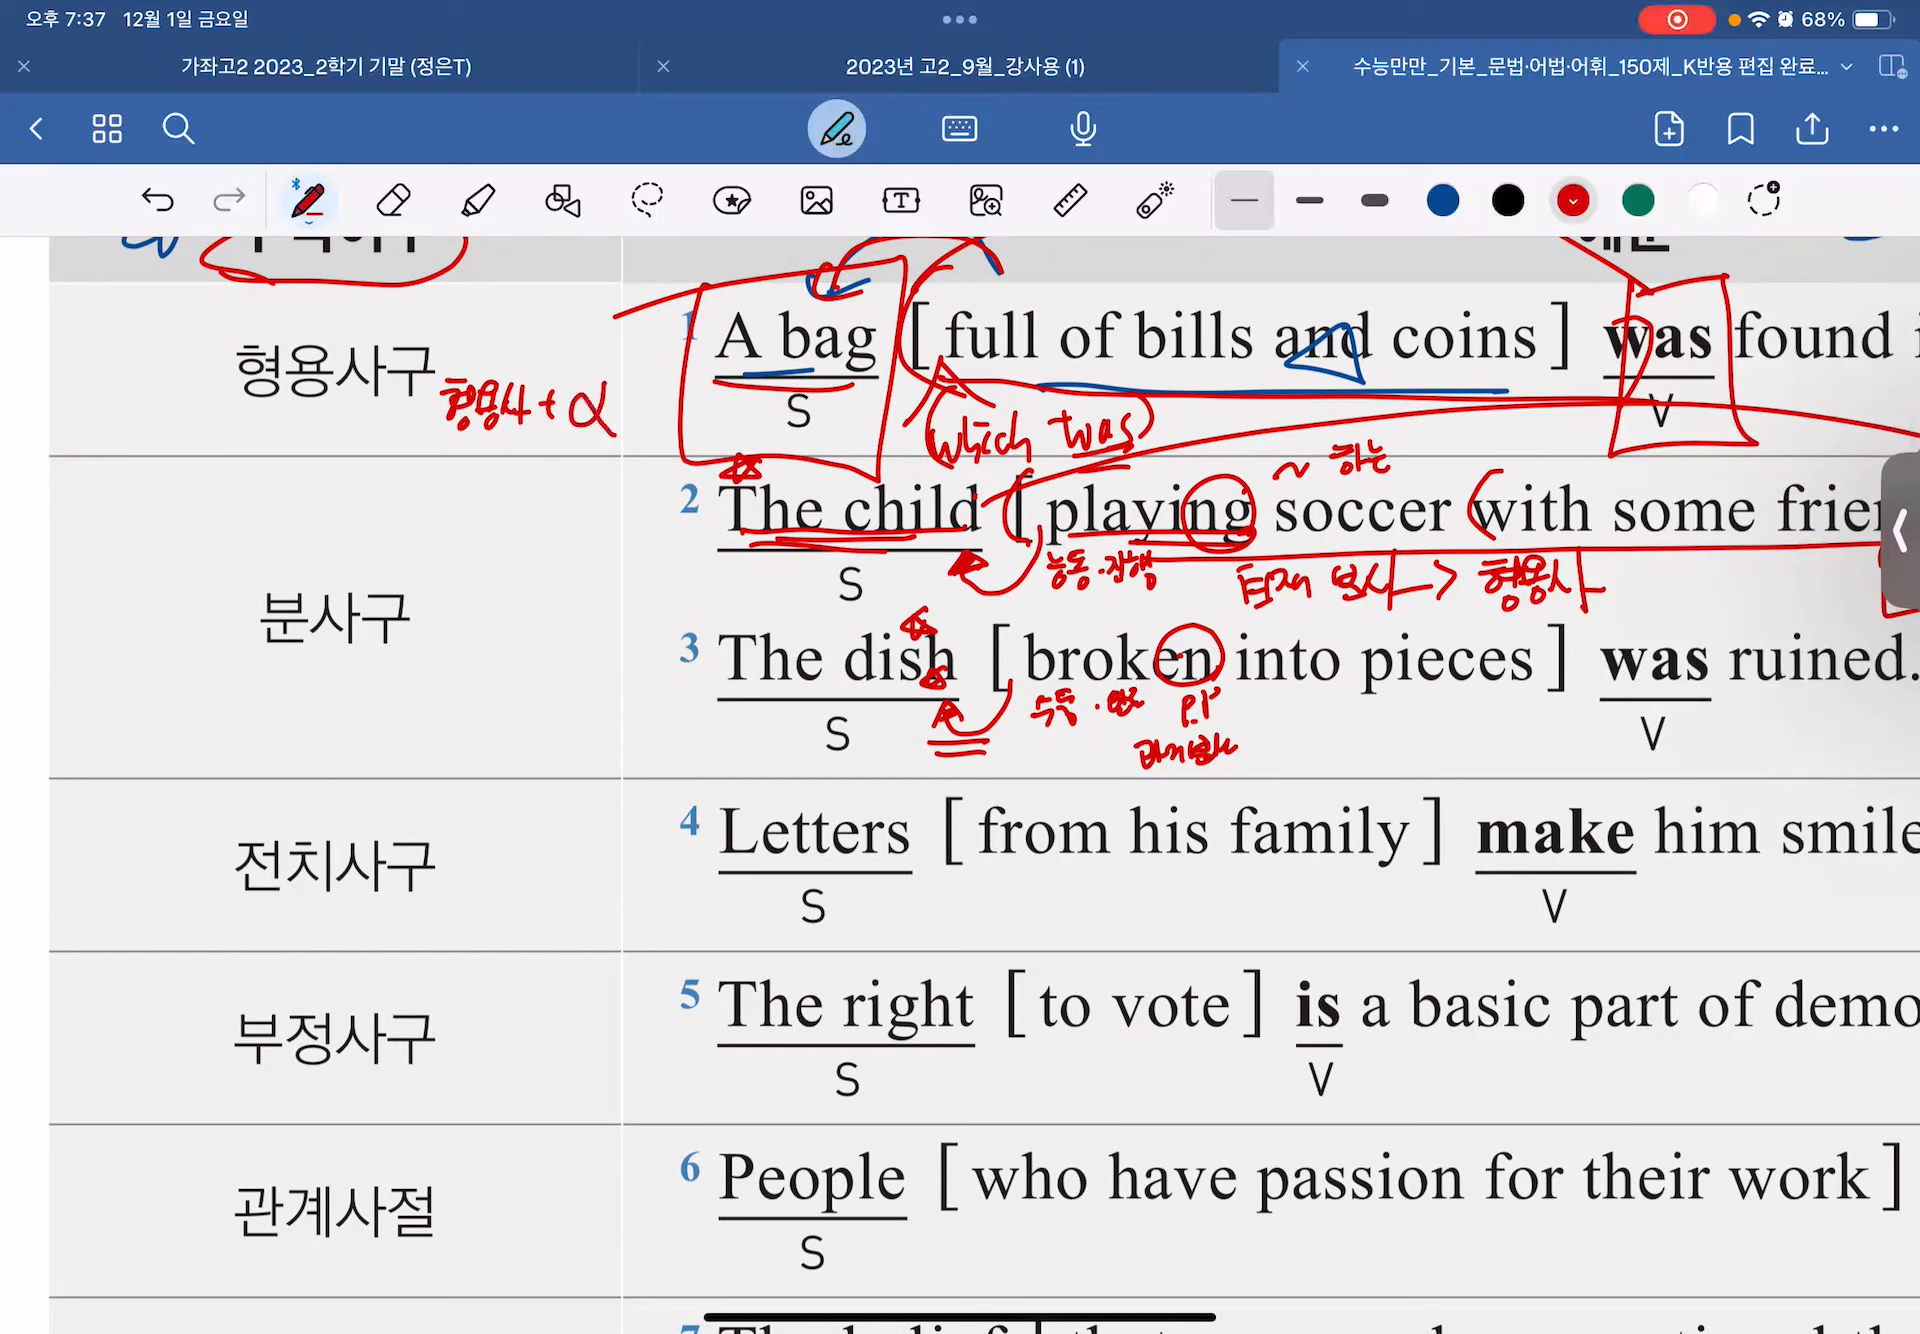 오후 7:37 12월 1일 금요일
68%
가좌고2 2023_2학기 기말 (정은T)
2023년 고2_9월_강사용 (1)
수능만만_기본_문법·어법·어휘_150제_K반용 편집 완료...
형용사구
형용사 + α
1 A bag [ full of bills and coins ] was found
S
V
(which was)
~ 하는
분사구
2 The child [ playing soccer with some
S
능동·진행
현재 분사 > 형용사
3 The dish [ broken into pieces ] was ruined.
S
수동·완료
P.P
과거분사
V
전치사구
4 Letters [ from his family ] make him smile
S
V
부정사구
5 The right [ to vote ] is a basic part of
S
V
관계사절
6 People [ who have passion for their work ]
S